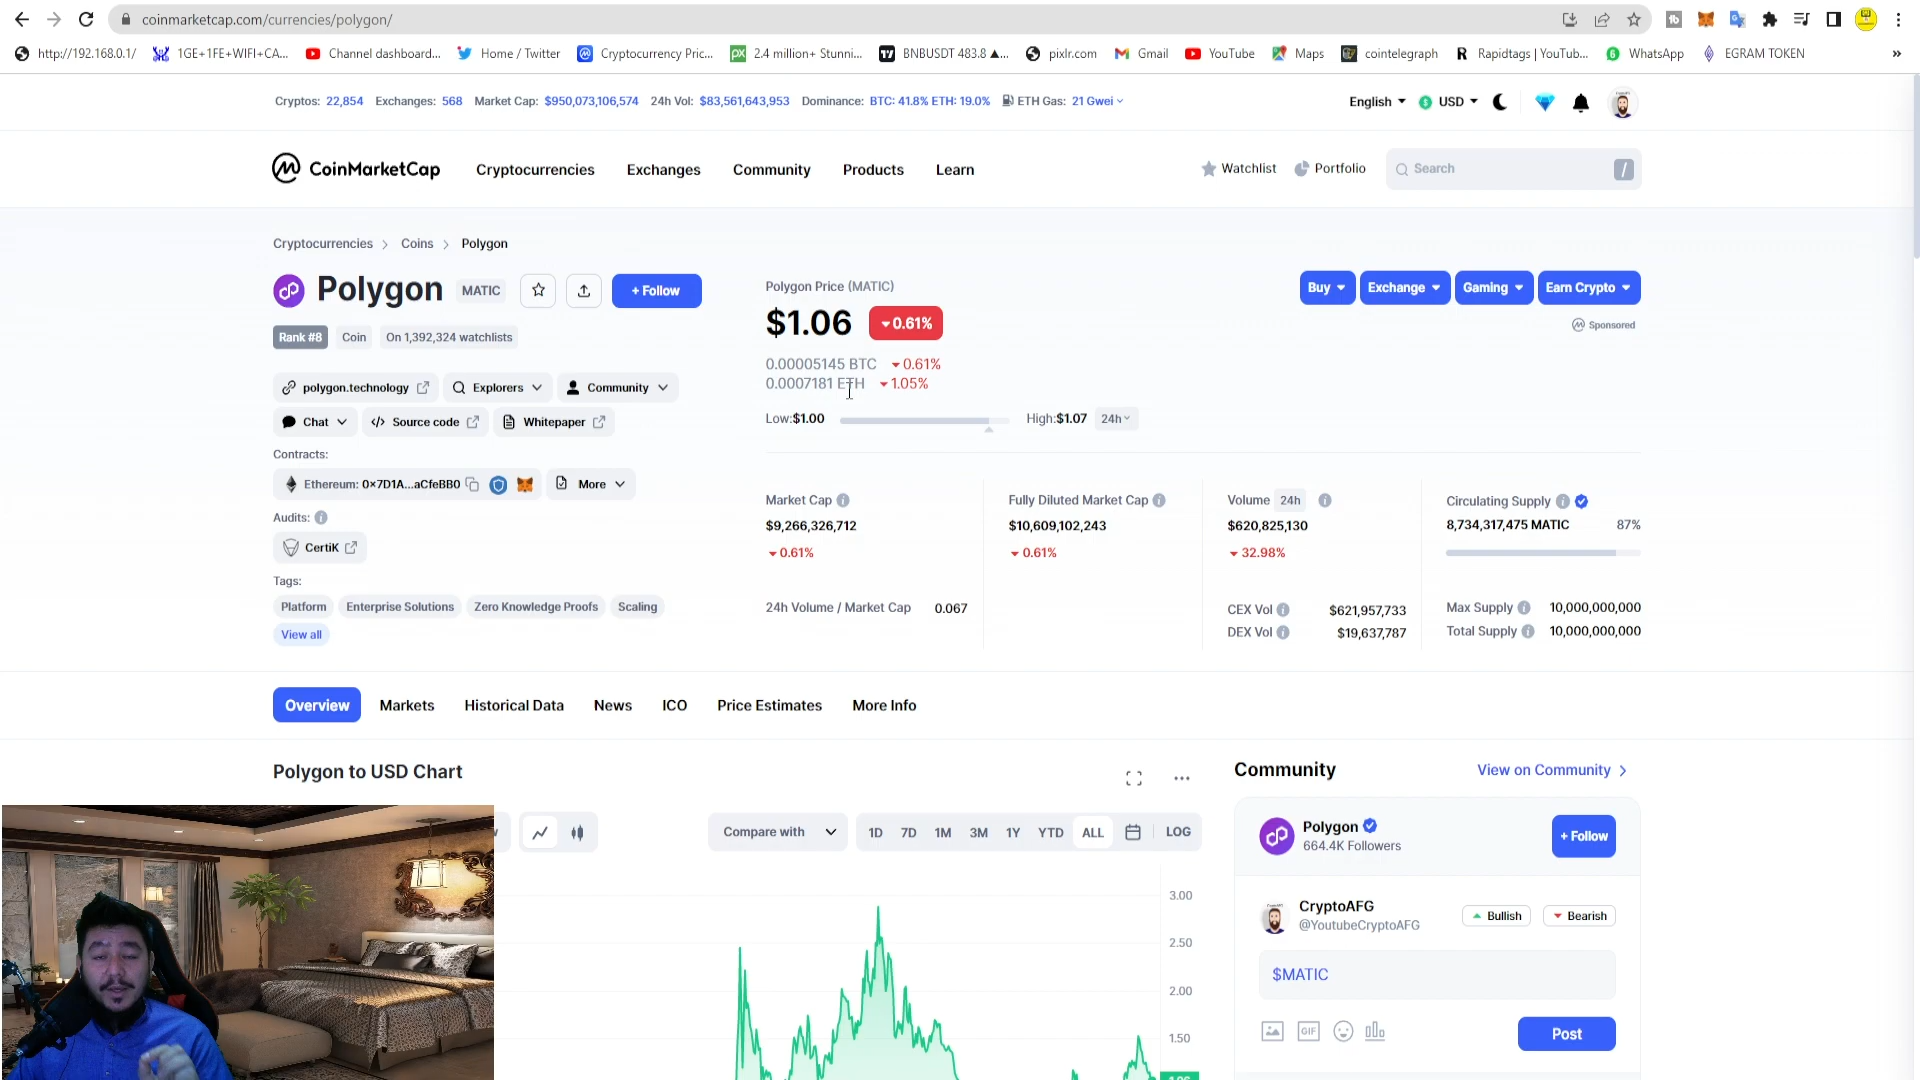 coinmarketcap.com/currencies/polygon/
http://192.168.0.1/ 1GE+1FE+WIFI+CA... Channel dashboard... Home / Twitter Cryptocurrency Pric... 2.4 million+ Stunni... BNBUSDT 483.8 ▲... pixlr.com Gmail YouTube Maps cointelegraph Rapidtags | YouTub... WhatsApp EGRAM TOKEN »
Cryptos: 22,854 Exchanges: 568 Market Cap: $950,073,106,574 24h Vol: $83,561,643,953 Dominance: BTC: 41.8% ETH: 19.0% ETH Gas: 21 Gwei English USD
CoinMarketCap Cryptocurrencies Exchanges Community Products Learn Watchlist Portfolio Search /
Cryptocurrencies > Coins > Polygon
Polygon MATIC + Follow
Rank #8 Coin On 1,392,324 watchlists
polygon.technology Explorers Community
Chat Source code Whitepaper
Contracts:
Ethereum: 0x7D1A...aCfeBB0 More
Audits:
CertiK
Tags:
Platform Enterprise Solutions Zero Knowledge Proofs Scaling
View all
Polygon Price (MATIC)
$1.06 0.61%
0.00005145 BTC 0.61%
0.0007181 ETH 1.05%
Low:$1.00 High:$1.07 24h
Buy Exchange Gaming Earn Crypto
Sponsored
Market Cap
$9,266,326,712
0.61%
24h Volume / Market Cap 0.067
Fully Diluted Market Cap
$10,609,102,243
0.61%
Volume 24h
$620,825,130
32.98%
CEX Vol $621,957,733
DEX Vol $19,637,787
Circulating Supply
8,734,317,475 MATIC 87%
Max Supply 10,000,000,000
Total Supply 10,000,000,000
Overview Markets Historical Data News ICO Price Estimates More Info
Polygon to USD Chart
Compare with 1D 7D 1M 3M 1Y YTD ALL LOG
3.00
2.50
2.00
1.50
Community View on Community >
Polygon
664.4K Followers
+ Follow
CryptoAFG
@YoutubeCryptoAFG
Bullish Bearish
$MATIC
GIF
Post